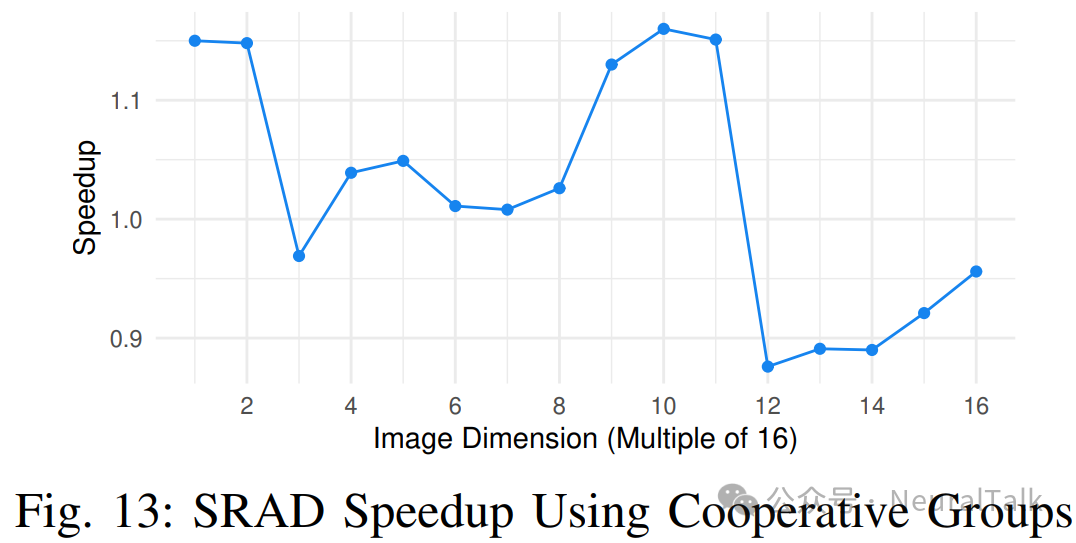 1.1
1.0
0.9
Speedup
2 4 6 8 10 12 14 16
Image Dimension (Multiple of 16)
Fig. 13: SRAD Speedup Using Cooperative Groups
公众号 · NeuralTalk